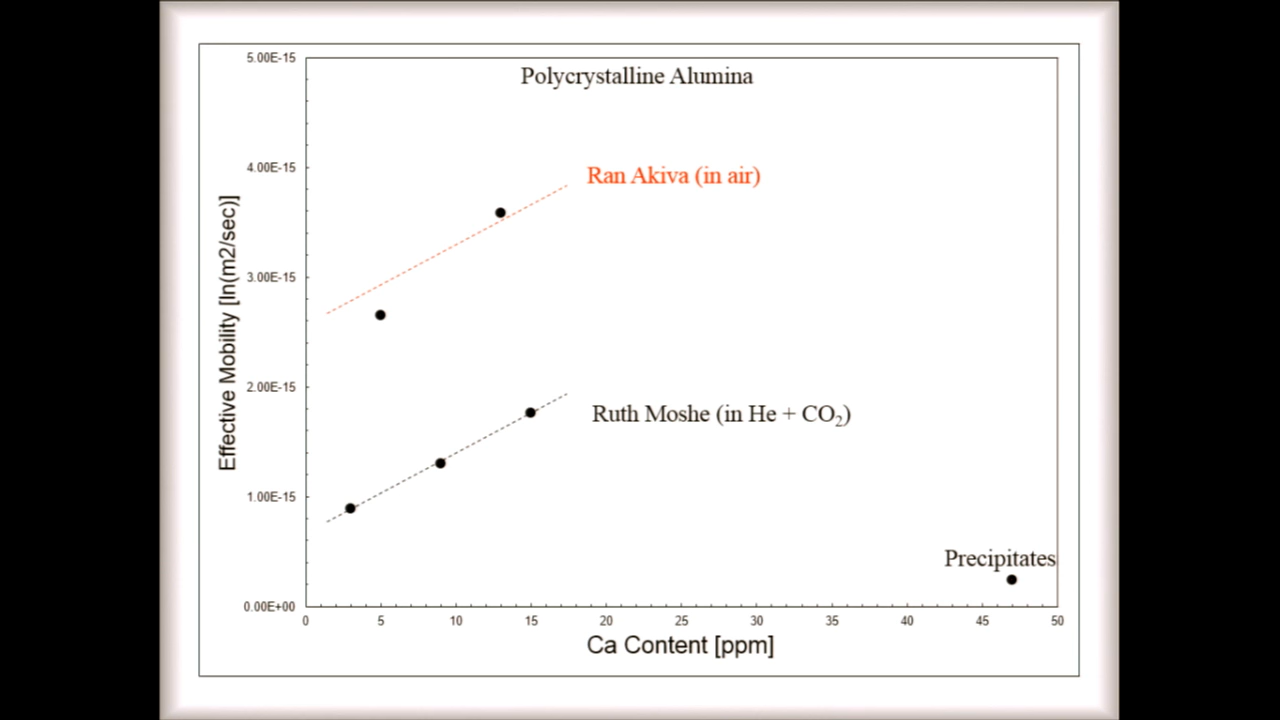 5.00E-15
Polycrystalline Alumina
4.00E-15
Ran Akiva (in air)
3.00E-15
Effective Mobility [ln(m2/sec)]
2.00E-15
Ruth Moshe (in He + CO₂)
1.00E-15
Precipitates
0.00E+00
0 5 10 15 20 25 30 35 40 45 50
Ca Content [ppm]